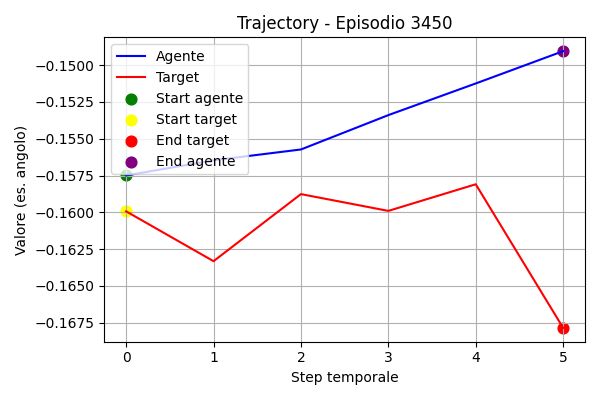 Trajectory - Episodio 3450
Agente
Target
Start agente
Start target
End target
End agente
Valore (es. angolo)
−0.1500
−0.1525
−0.1550
−0.1575
−0.1600
−0.1625
−0.1650
−0.1675
0 1 2 3 4 5
Step temporale